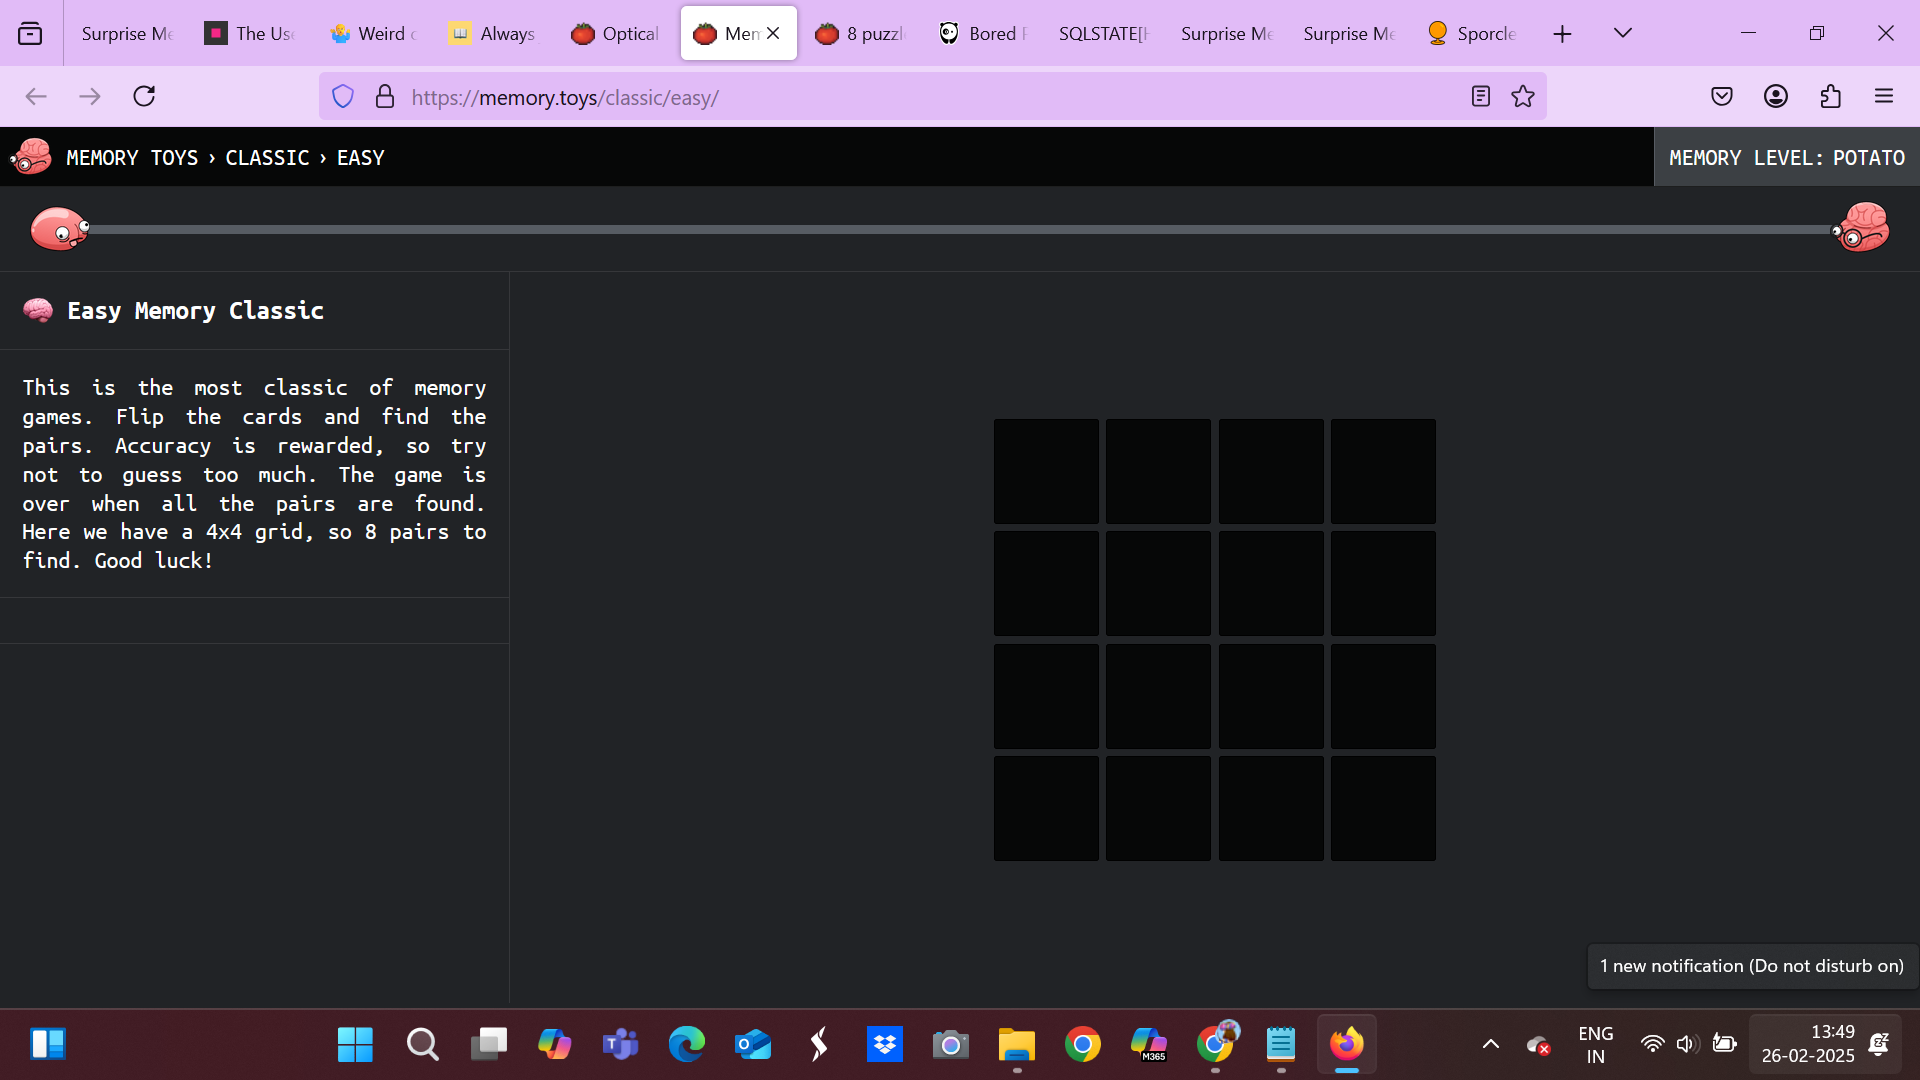 Surprise Me
The Use
Weird o
Always
Optical
Mem
8 puzzl
Bored P
SQLSTATE[H
Surprise Me
Surprise Me
Sporcle
https://memory.toys/classic/easy/
MEMORY TOYS › CLASSIC › EASY
MEMORY LEVEL: POTATO
Easy Memory Classic
This is the most classic of memory
games. Flip the cards and find the
pairs. Accuracy is rewarded, so try
not to guess too much. The game is
over when all the pairs are found.
Here we have a 4x4 grid, so 8 pairs to
find. Good luck!
1 new notification (Do not disturb on)
M365
ENG
IN
13:49
26-02-2025